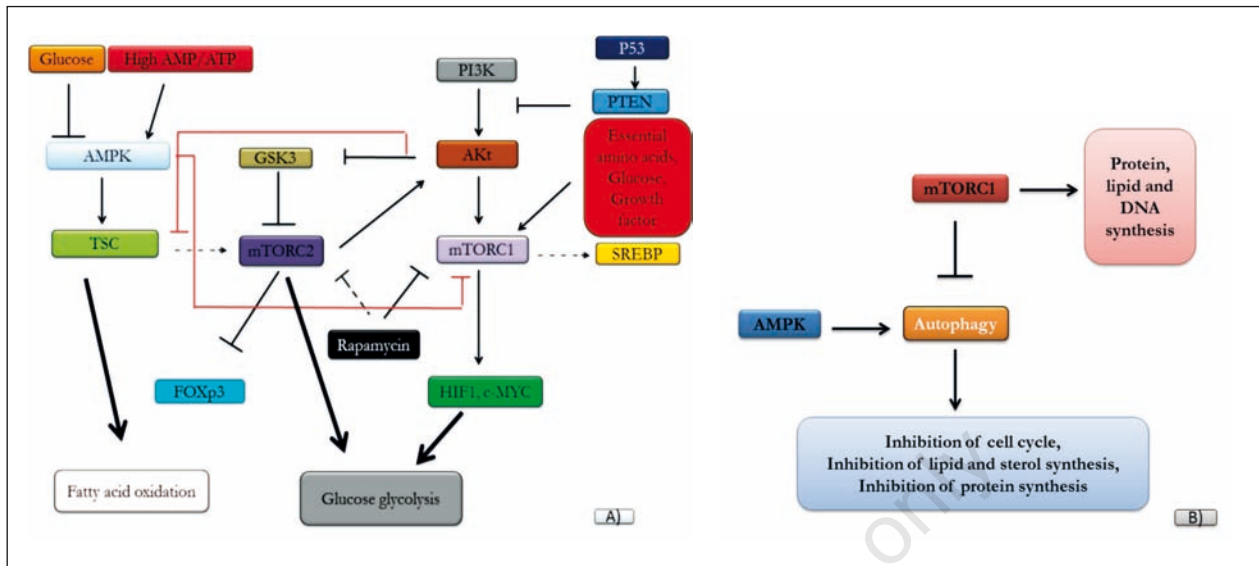 Glucose
High AMP/ATP
P53
PI3K
PTEN
AMPK
GSK3
AKt
Essential
amino acids,
Glucose,
Growth
factor
TSC
mTORC2
mTORC1
SREBP
Rapamycin
FOXp3
HIF1, c-MYC
Fatty acid oxidation
Glucose glycolysis
A)
mTORC1
Protein,
lipid and
DNA
synthesis
AMPK
Autophagy
Inhibition of cell cycle,
Inhibition of lipid and sterol synthesis,
Inhibition of protein synthesis
only
B)